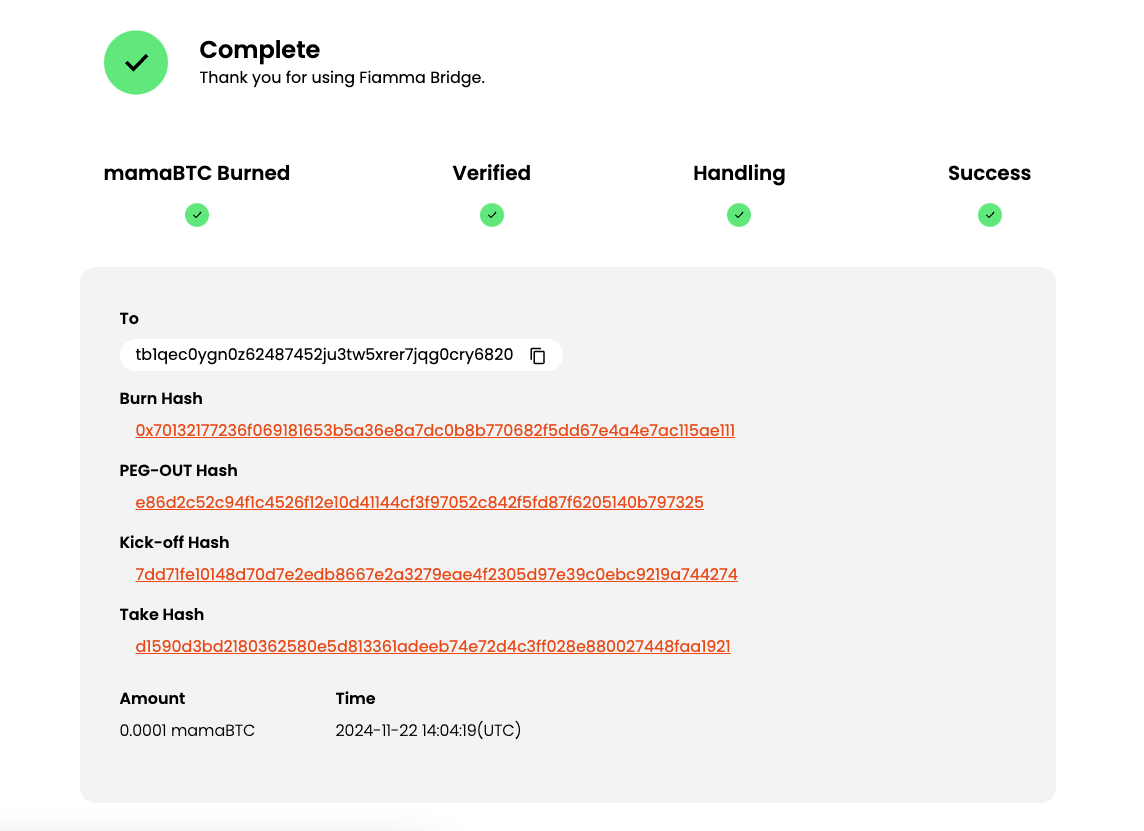 Complete
Thank you for using Fiamma Bridge.
mamaBTC Burned Verified Handling Success
To
tb1qec0ygn0z62487452ju3tw5xrer7jqg0cry6820
Burn Hash
0x70132177236f069181653b5a36e8a7dc0b8b770682f5dd67e4a4e7ac115ae111
PEG-OUT Hash
e86d2c52c94f1c4526f12e10d41144cf3f97052c842f5fd87f6205140b797325
Kick-off Hash
7dd71fe10148d70d7e2edb8667e2a3279eae4f2305d97e39c0ebc9219a744274
Take Hash
d1590d3bd2180362580e5d813361adeeb74e72d4c3ff028e880027448faa1921
Amount Time
0.0001 mamaBTC 2024-11-22 14:04:19(UTC)